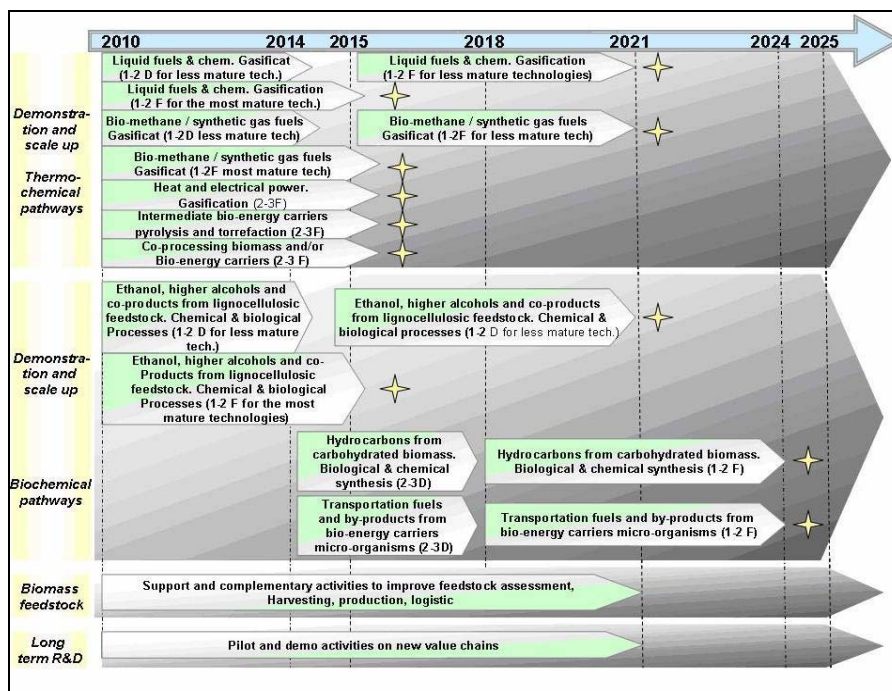 2010 2014 2015 2018 2021 2024 2025
Demonstra-
tion and
scale up
Thermo-
chemical
pathways
Liquid fuels & chem. Gasificat
(1-2 D for less mature tech.)
Liquid fuels & chem. Gasification
(1-2 F for less mature technologies)
Liquid fuels & chem. Gasification
(1-2 F for the most mature tech.)
Bio-methane / synthetic gas fuels
Gasificat (1-2D less mature tech)
Bio-methane / synthetic gas fuels
Gasificat (1-2F for less mature tech)
Bio-methane / synthetic gas fuels
Gasificat (1-2F most mature tech)
Heat and electrical power.
Gasification (2-3F)
Intermediate bio-energy carriers
pyrolysis and torrefaction (2-3F)
Co-processing biomass and/or
Bio-energy carriers (2-3 F)
Demonstra-
tion and
scale up
Biochemical
pathways
Ethanol, higher alcohols and
co-products from lignocellulosic
feedstock. Chemical & biological
Processes (1-2 D for less mature
tech.)
Ethanol, higher alcohols and co-products
from lignocellulosic feedstock. Chemical &
biological processes (1-2 D for less mature tech.)
Ethanol, higher alcohols and co-
Products from lignocellulosic
feedstock. Chemical & biological
Processes (1-2 F for the most
mature technologies)
Hydrocarbons from
carbohydrated biomass.
Biological & chemical
synthesis (2-3D)
Hydrocarbons from carbohydrated biomass.
Biological & chemical synthesis (1-2 F)
Transportation fuels
and by-products from
bio-energy carriers
micro-organisms (2-3D)
Transportation fuels and by-products from
bio-energy carriers micro-organisms (1-2 F)
Biomass
feedstock
Support and complementary activities to improve feedstock assessment,
Harvesting, production, logistic
Long
term R&D
Pilot and demo activities on new value chains